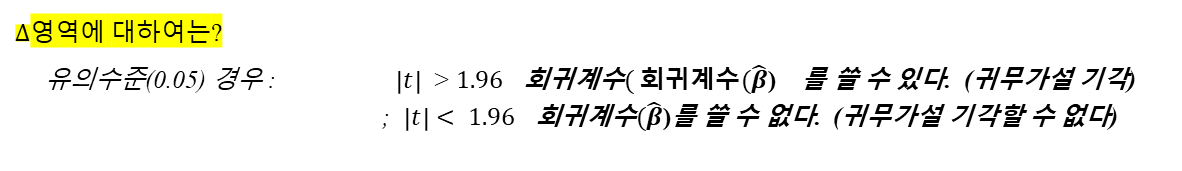 Δ영역에 대하여는?
유의수준(0.05) 경우 : |t| > 1.96 회귀계수( 회귀계수(β̂) 를 쓸 수 있다. (귀무가설 기각)
; |t| < 1.96 회귀계수(β̂)를 쓸 수 없다. (귀무가설 기각할 수 없다)